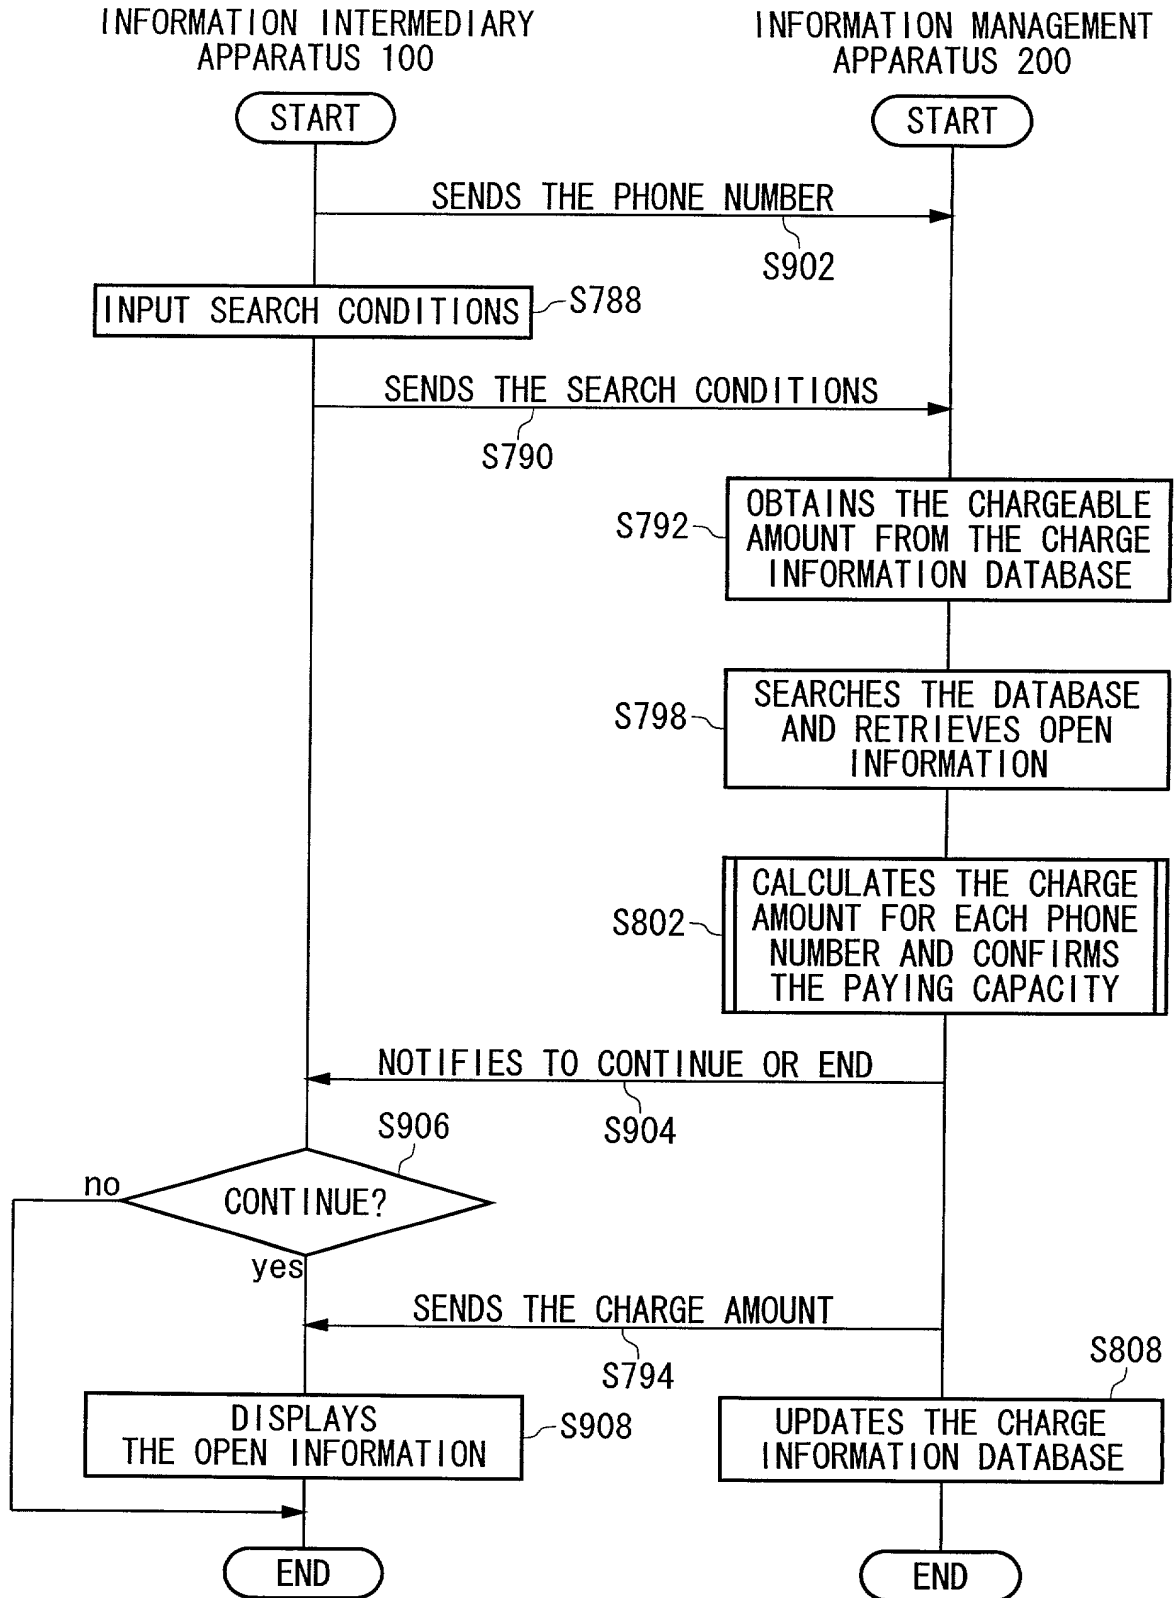 INFORMATION INTERMEDIARY
APPARATUS 100
INFORMATION MANAGEMENT
APPARATUS 200
START
START
SENDS THE PHONE NUMBER
S902
INPUT SEARCH CONDITIONS
S788
SENDS THE SEARCH CONDITIONS
S790
S792
OBTAINS THE CHARGEABLE
AMOUNT FROM THE CHARGE
INFORMATION DATABASE
S798
SEARCHES THE DATABASE
AND RETRIEVES OPEN
INFORMATION
S802
CALCULATES THE CHARGE
AMOUNT FOR EACH PHONE
NUMBER AND CONFIRMS
THE PAYING CAPACITY
NOTIFIES TO CONTINUE OR END
S904
S906
no
CONTINUE?
yes
SENDS THE CHARGE AMOUNT
S794
S808
DISPLAYS
THE OPEN INFORMATION
S908
UPDATES THE CHARGE
INFORMATION DATABASE
END
END